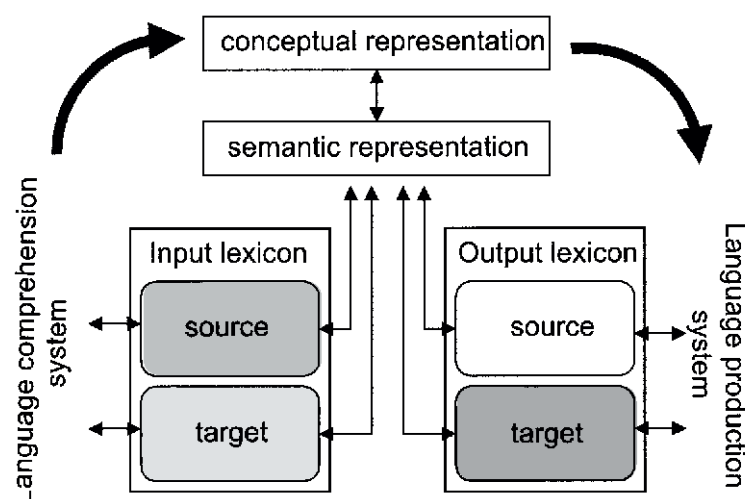 conceptual representation
semantic representation
Language comprehension
system
Input lexicon
source
target
Output lexicon
source
target
Language production
system